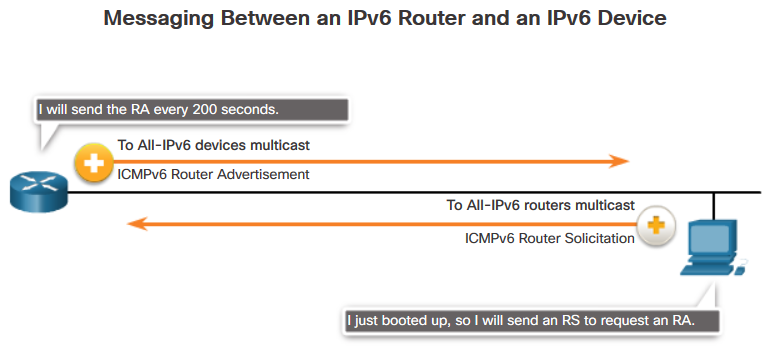 Messaging Between an IPv6 Router and an IPv6 Device
I will send the RA every 200 seconds.
To All-IPv6 devices multicast
ICMPv6 Router Advertisement
To All-IPv6 routers multicast
ICMPv6 Router Solicitation
I just booted up, so I will send an RS to request an RA.